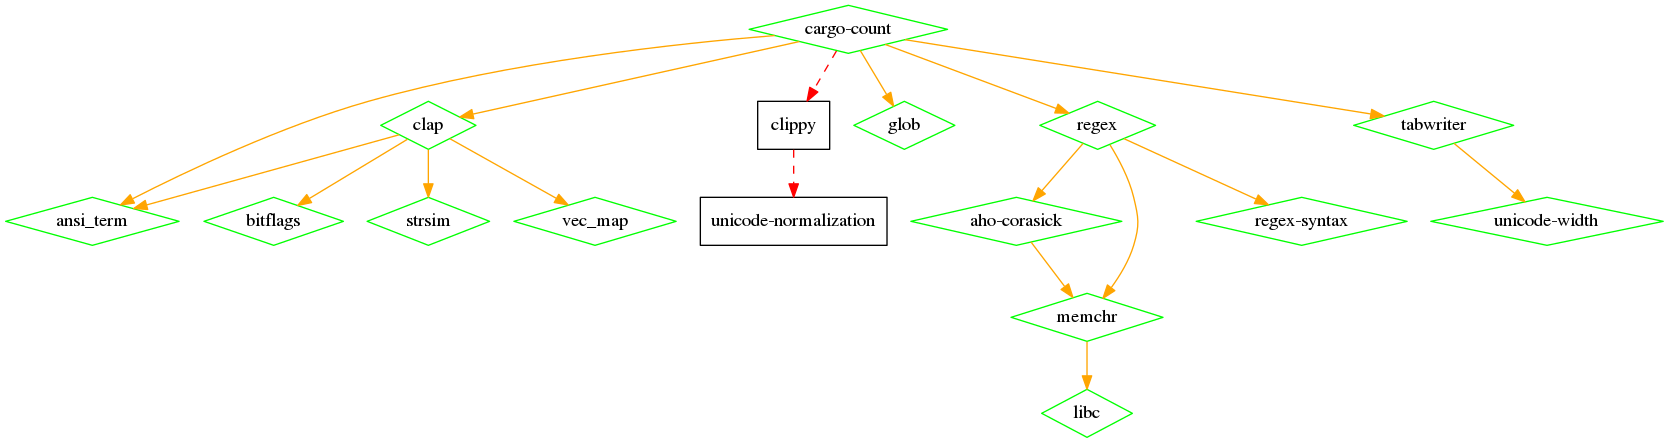 cargo-count
clap
clippy
glob
regex
tabwriter
ansi_term
bitflags
strsim
vec_map
unicode-normalization
aho-corasick
regex-syntax
unicode-width
memchr
libc